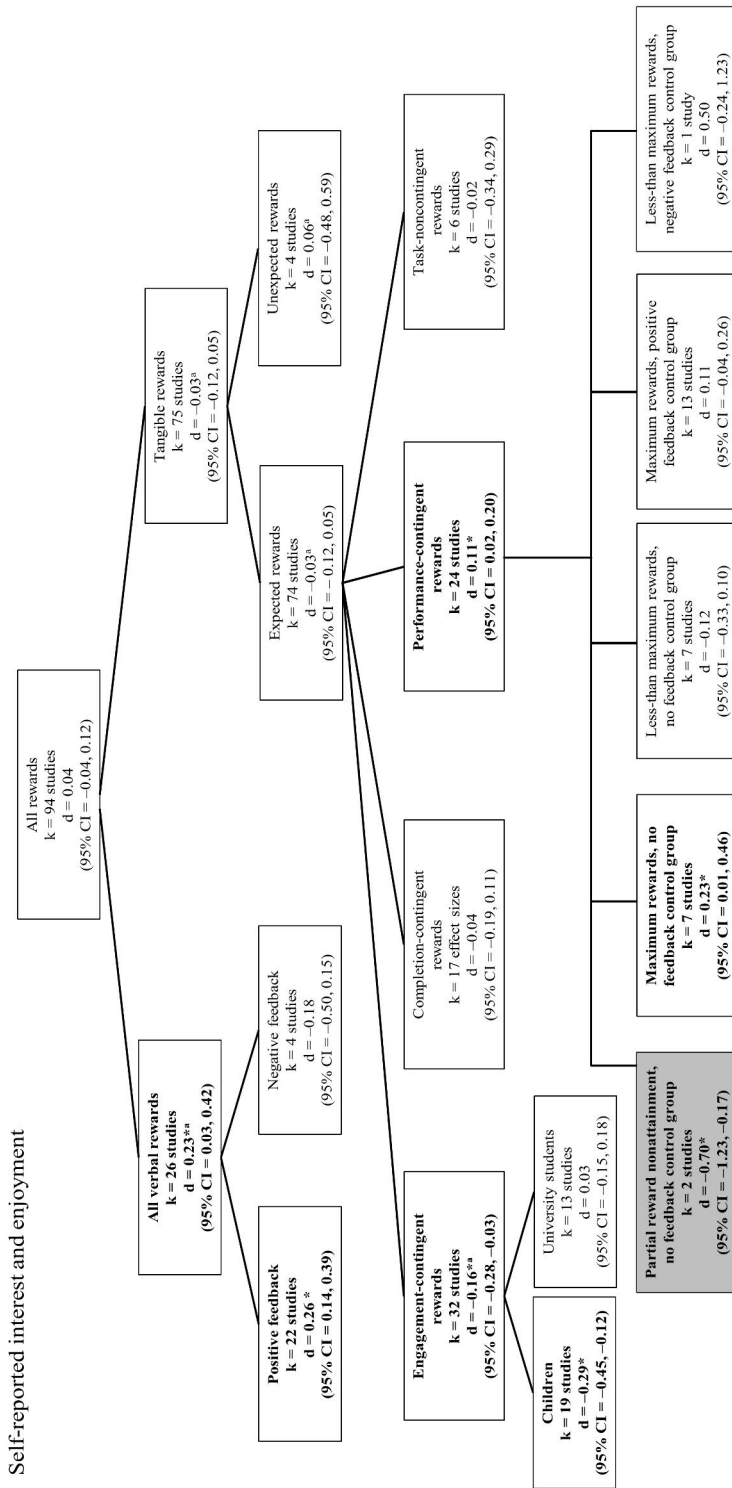 Self-reported interest and enjoyment
All rewards
k = 94 studies
d = 0.04
(95% CI = −0.04, 0.12)
All verbal rewards
k = 26 studies
d = 0.23*ᵃ
(95% CI = 0.03, 0.42)
Tangible rewards
k = 75 studies
d = −0.03ᵃ
(95% CI = −0.12, 0.05)
Positive feedback
k = 22 studies
d = 0.26 *
(95% CI = 0.14, 0.39)
Negative feedback
k = 4 studies
d = −0.18
(95% CI = −0.50, 0.15)
Expected rewards
k = 74 studies
d = −0.03ᵃ
(95% CI = − 0.12, 0.05)
Unexpected rewards
k = 4 studies
d = 0.06ᵃ
(95% CI = −0.48, 0.59)
Engagement-contingent
rewards
k = 32 studies
d = −0.16*ᵃ
(95% CI = −0.28, −0.03)
Completion-contingent
rewards
k = 17 effect sizes
d = −0.04
(95% CI = −0.19, 0.11)
Performance-contingent
rewards
k = 24 studies
d = 0.11*
(95% CI = 0.02, 0.20)
Task-noncontingent
rewards
k = 6 studies
d = −0.02
(95% CI = −0.34, 0.29)
Children
k = 19 studies
d = −0.29*
(95% CI = −0.45, −0.12)
University students
k = 13 studies
d = 0.03
(95% CI = −0.15, 0.18)
Partial reward nonattainment,
no feedback control group
k = 2 studies
d = −0.70*
(95% CI = −1.23, −0.17)
Maximum rewards, no
feedback control group
k = 7 studies
d = 0.23*
(95% CI = 0.01, 0.46)
Less-than maximum rewards,
no feedback control group
k = 7 studies
d = −0.12
(95% CI = −0.33, 0.10)
Maximum rewards, positive
feedback control group
k = 13 studies
d = 0.11
(95% CI = −0.04, 0.26)
Less-than maximum rewards,
negative feedback control group
k = 1 study
d = 0.50
(95% CI = −0.24, 1.23)